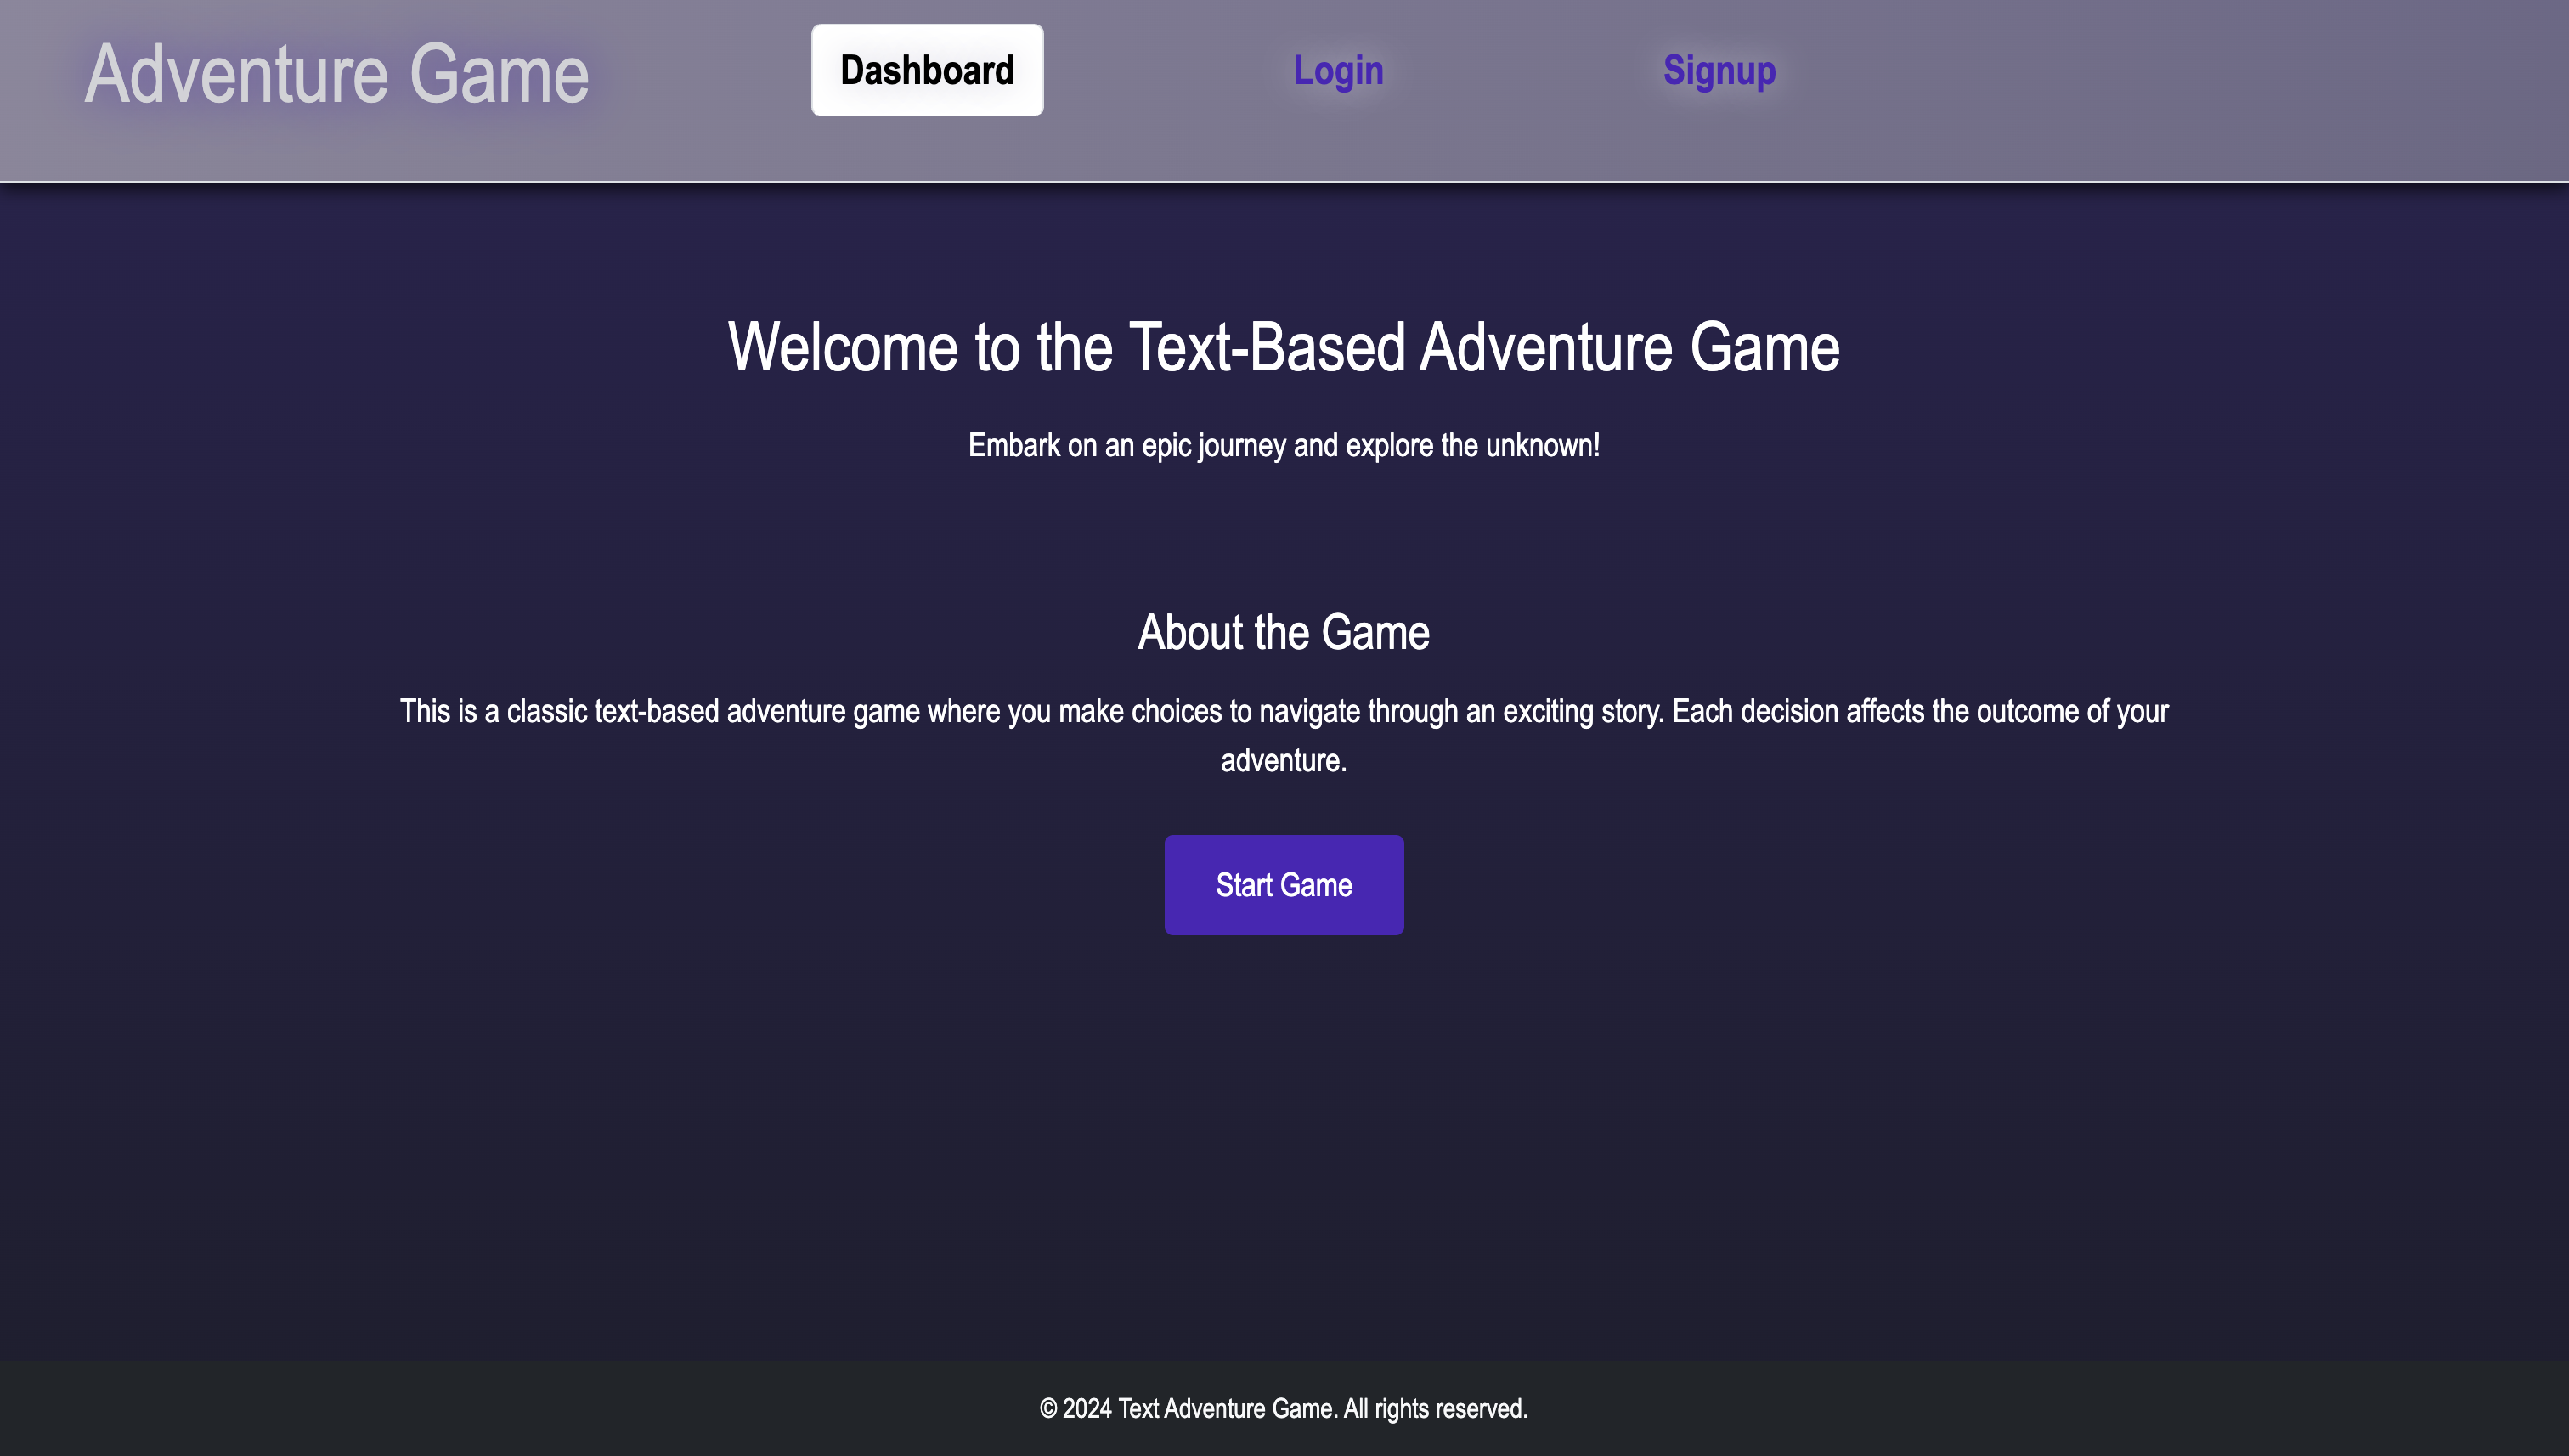 Adventure Game
Dashboard
Login
Signup
Welcome to the Text-Based Adventure Game
Embark on an epic journey and explore the unknown!
About the Game
This is a classic text-based adventure game where you make choices to navigate through an exciting story. Each decision affects the outcome of your
adventure.
Start Game
© 2024 Text Adventure Game. All rights reserved.